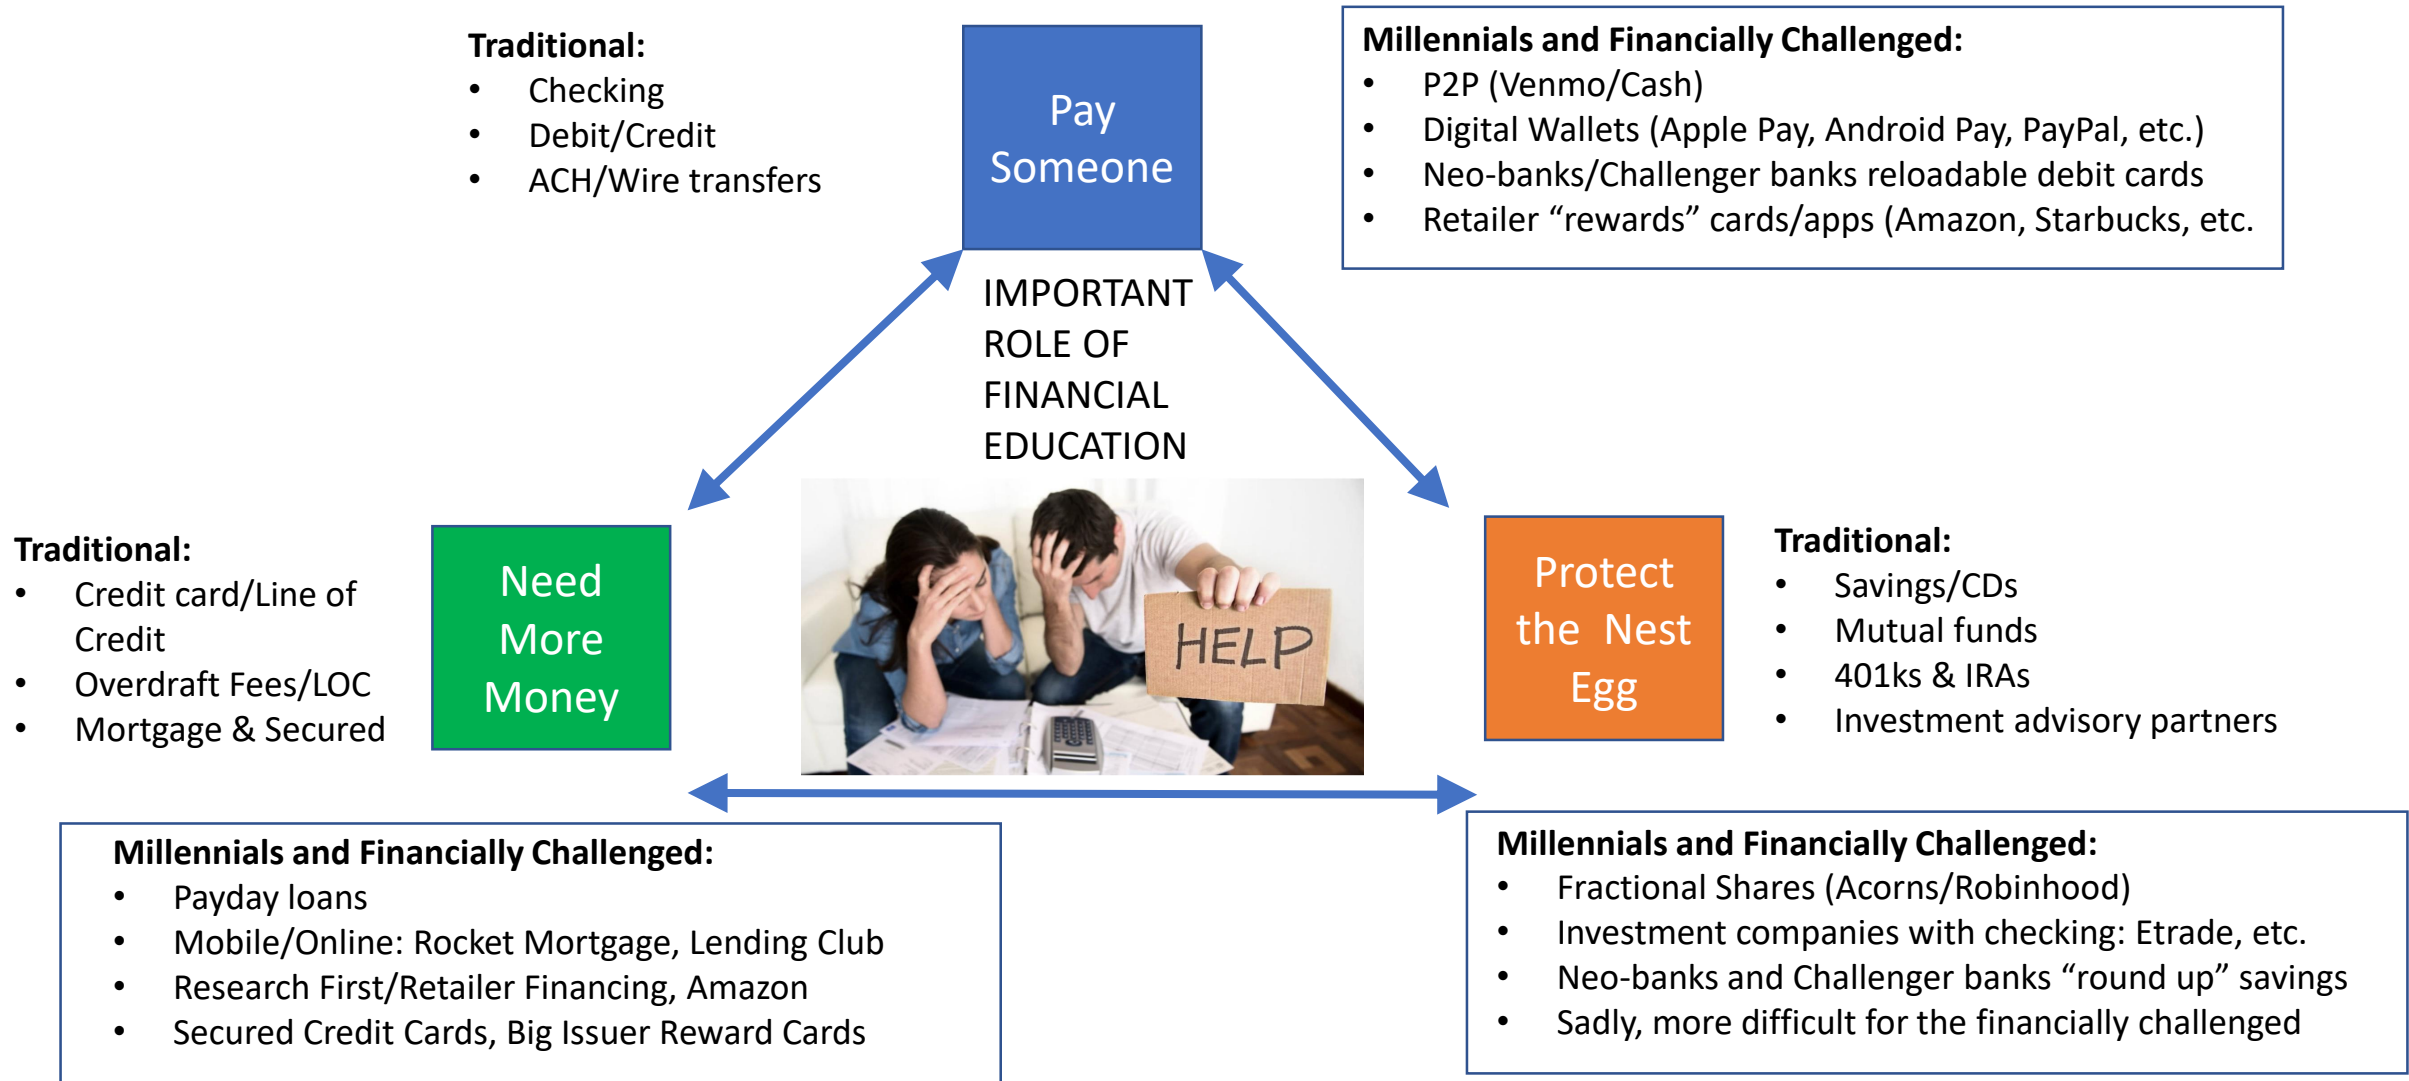 Traditional:
• Checking
• Debit/Credit
• ACH/Wire transfers
Pay
Someone
Millennials and Financially Challenged:
• P2P (Venmo/Cash)
• Digital Wallets (Apple Pay, Android Pay, PayPal, etc.)
• Neo-banks/Challenger banks reloadable debit cards
• Retailer “rewards” cards/apps (Amazon, Starbucks, etc.
IMPORTANT
ROLE OF
FINANCIAL
EDUCATION
HELP
Traditional:
• Credit card/Line of
Credit
• Overdraft Fees/LOC
• Mortgage & Secured
Need
More
Money
Protect
the Nest
Egg
Traditional:
• Savings/CDs
• Mutual funds
• 401ks & IRAs
• Investment advisory partners
Millennials and Financially Challenged:
• Payday loans
• Mobile/Online: Rocket Mortgage, Lending Club
• Research First/Retailer Financing, Amazon
• Secured Credit Cards, Big Issuer Reward Cards
Millennials and Financially Challenged:
• Fractional Shares (Acorns/Robinhood)
• Investment companies with checking: Etrade, etc.
• Neo-banks and Challenger banks “round up” savings
• Sadly, more difficult for the financially challenged